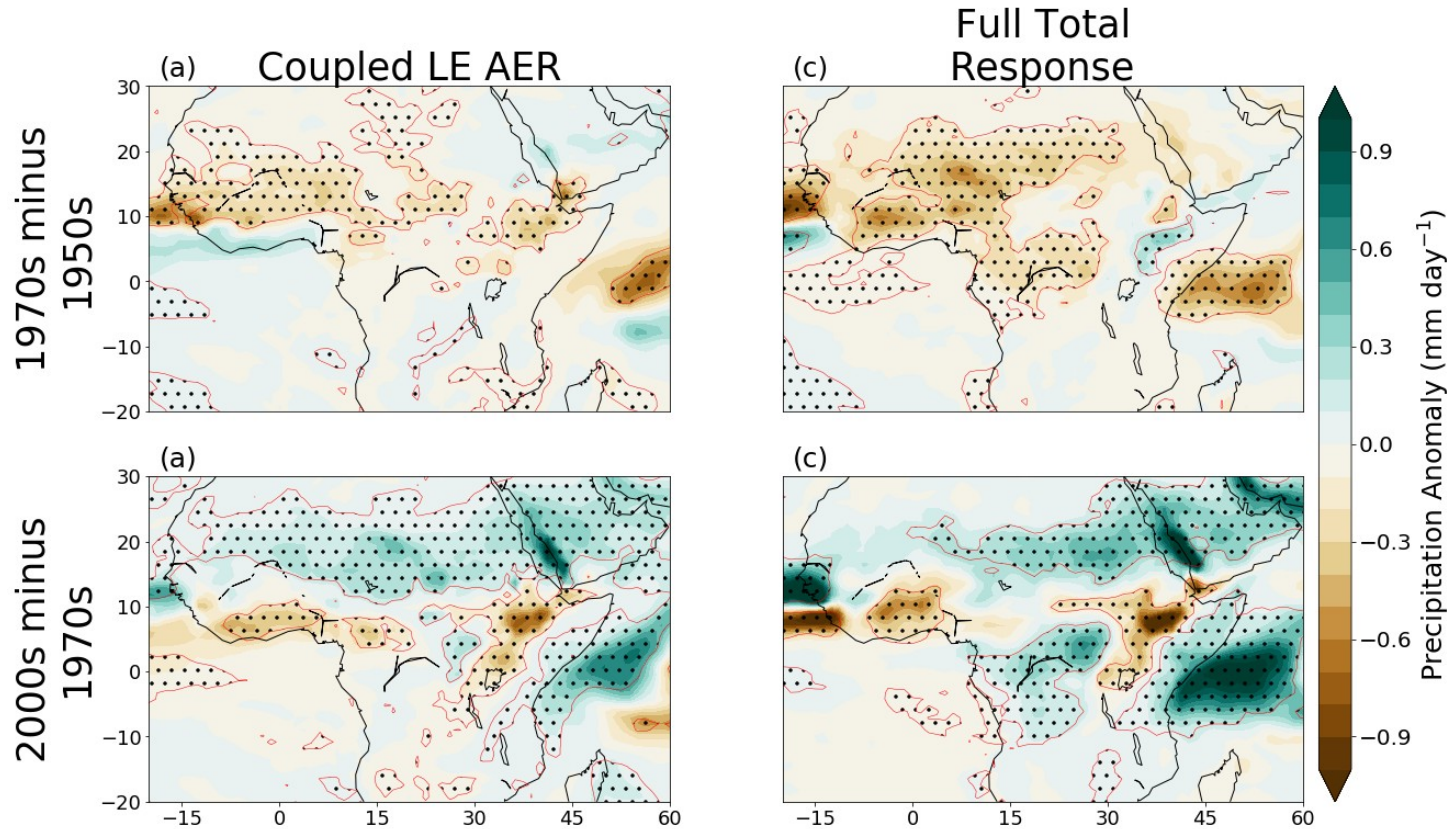 Full Total
(a) Coupled LE AER (c) Response
1970s minus
1950s
30
20
10
0
−10
−20
2000s minus
1970s
(a) (c)
30
20
10
0
−10
−20
−15 0 15 30 45 60 −15 0 15 30 45 60
0.9
0.6
0.3
0.0
−0.3
−0.6
−0.9
Precipitation Anomaly (mm day−1)